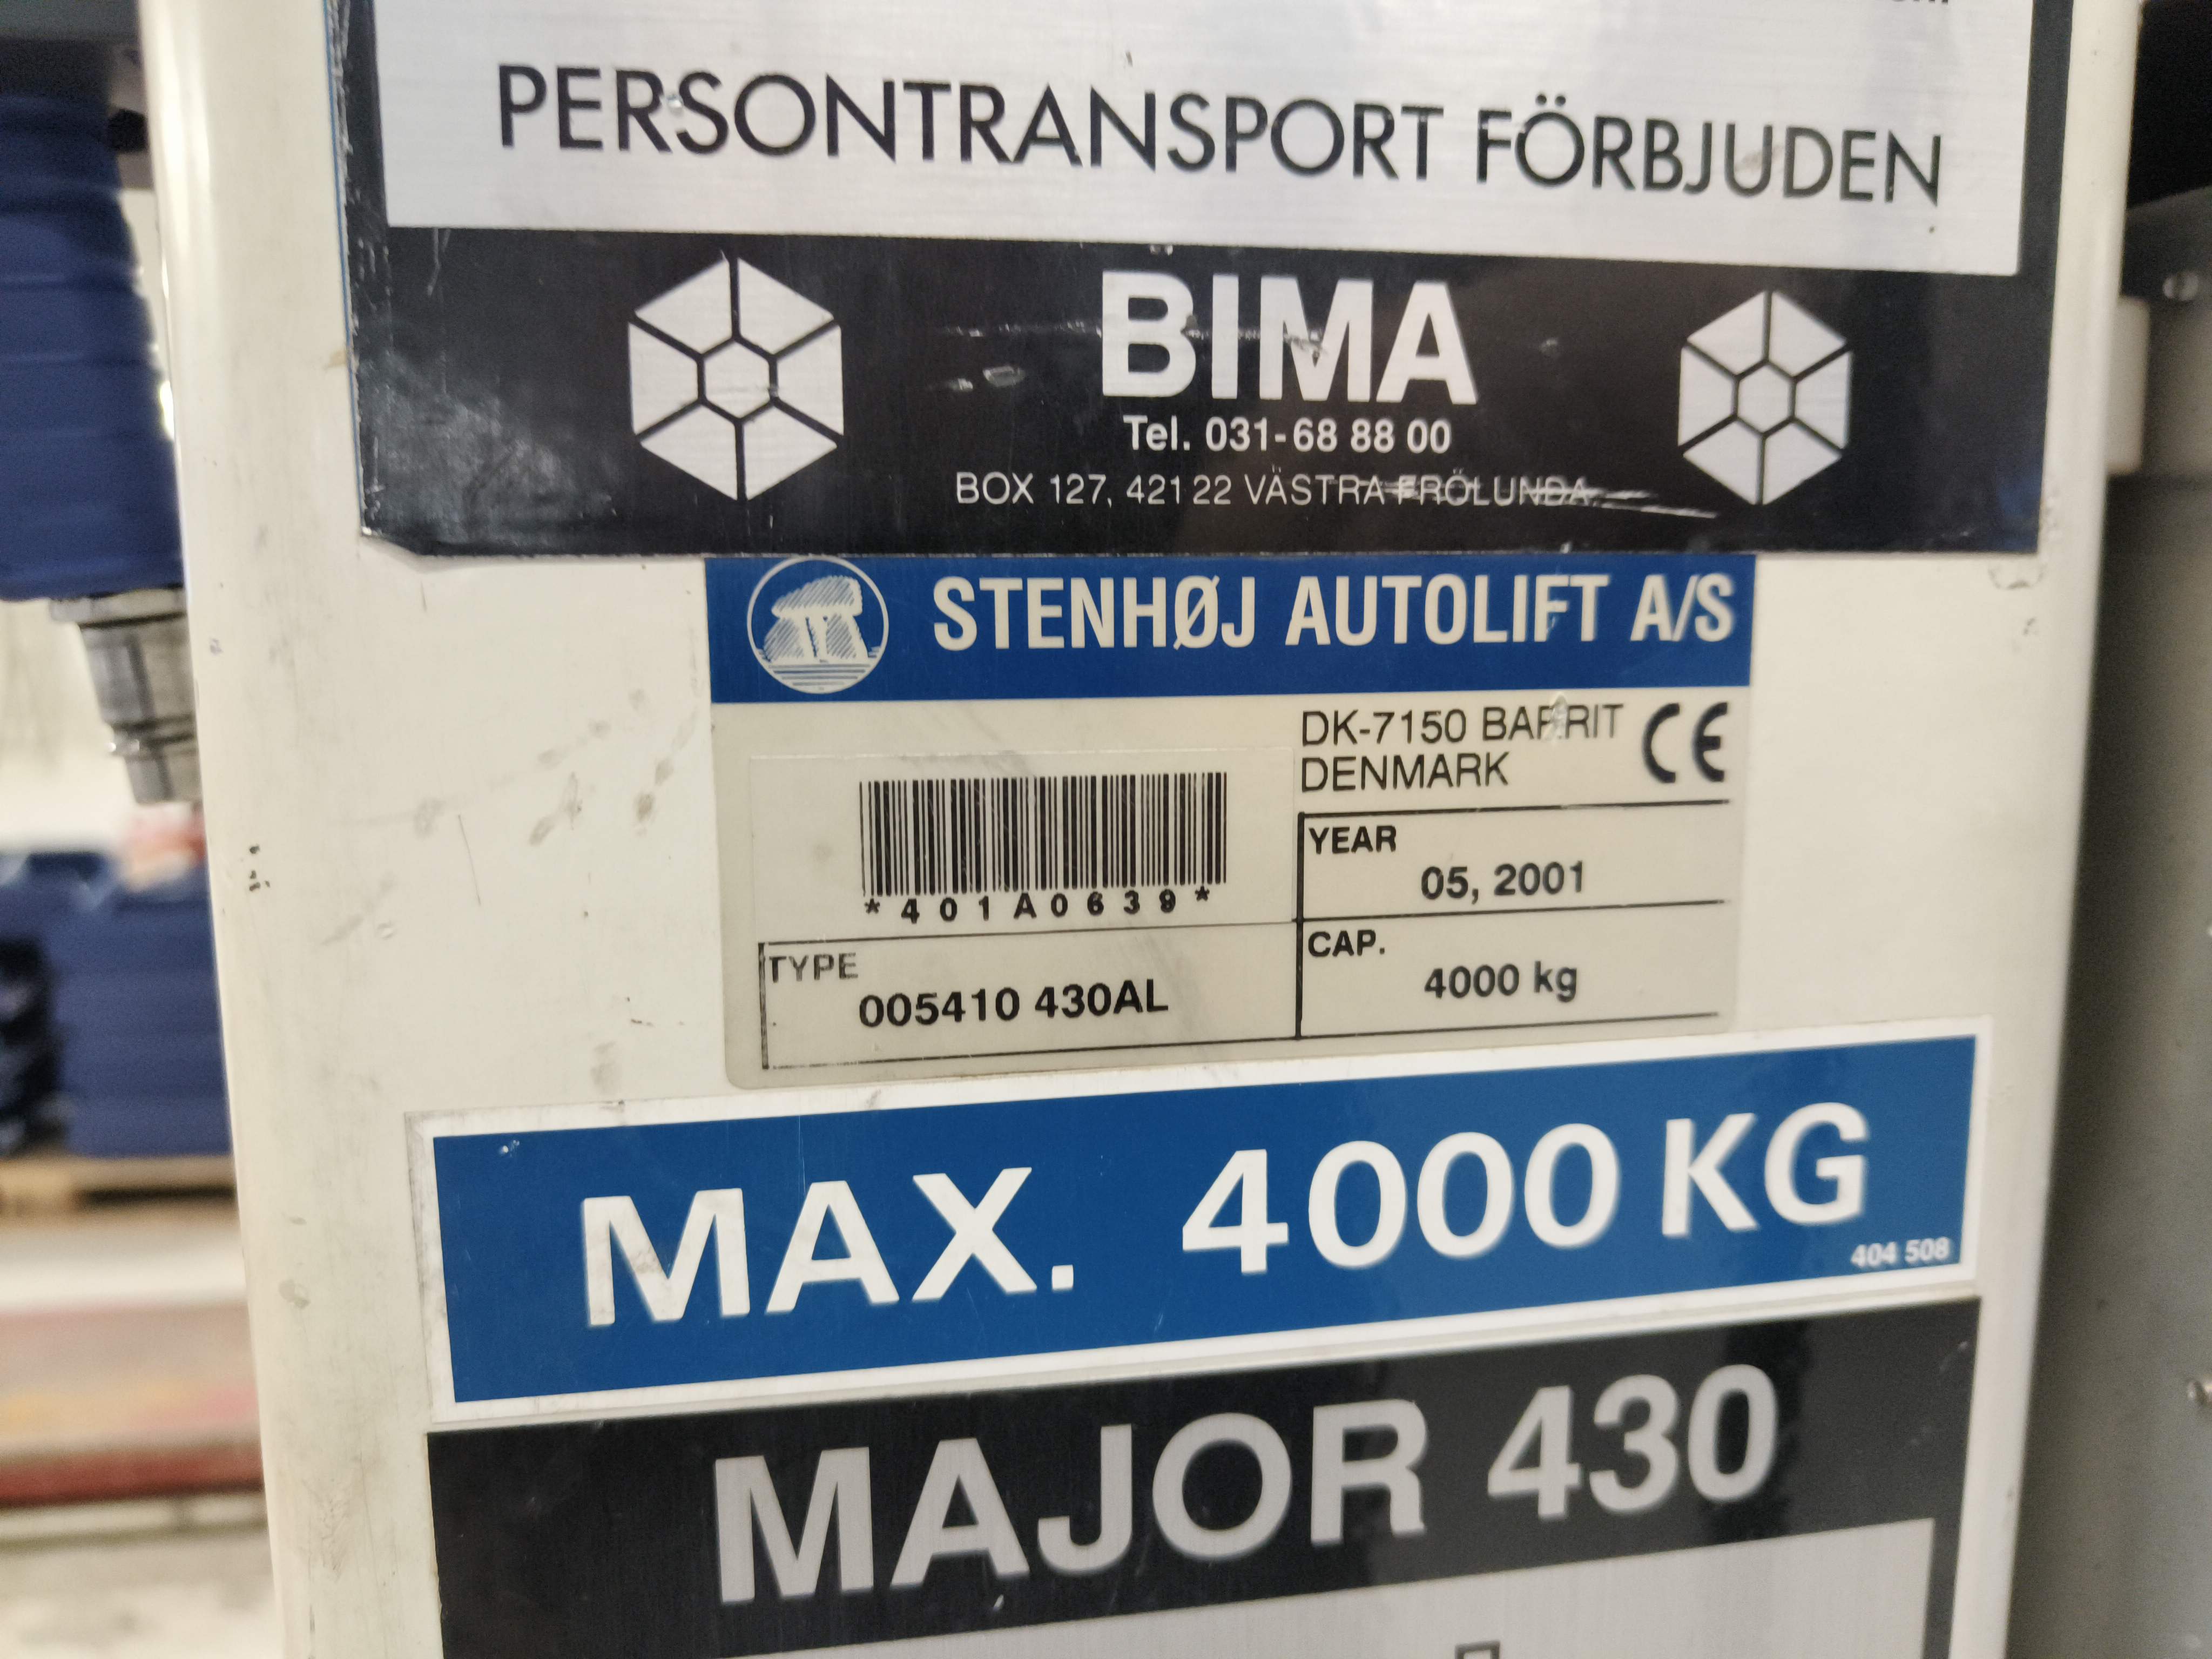 PERSONTRANSPORT FÖRBJUDEN
BIMA
Tel. 031-68 88 00
BOX 127, 421 22 VÄSTRA FRÖLUNDA
STENHØJ AUTOLIFT A/S
DK-7150 BARRIT
DENMARK
CE
*401A0639*
YEAR
05, 2001
TYPE
005410 430AL
CAP.
4000 kg
MAX. 4000 KG
404 508
MAJOR 430